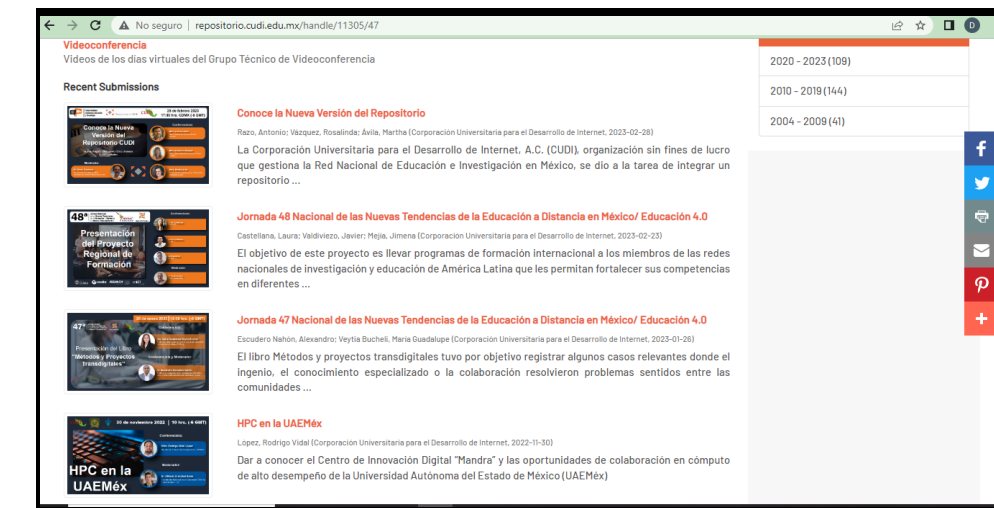 No seguro
repositorio.cudi.edu.mx/handle/11305/47
D
Videoconferencia
Videos de los días virtuales del Grupo Técnico de Videoconferencia
2020 - 2023 (109)
2010 - 2019 (144)
2004 - 2009 (41)
Recent Submissions
Conoce la Nueva
Versión del
Repositorio CUDI
Conoce la Nueva Versión del Repositorio
Razo, Antonio; Vázquez, Rosalinda; Ávila, Martha (Corporación Universitaria para el Desarrollo de Internet, 2023-02-28)
La Corporación Universitaria para el Desarrollo de Internet, A.C. (CUDI), organización sin fines de lucro
que gestiona la Red Nacional de Educación e Investigación en México, se dio a la tarea de integrar un
repositorio ...
48ª
Presentación
del Proyecto
Regional de
Formación
Jornada 48 Nacional de las Nuevas Tendencias de la Educación a Distancia en México/ Educación 4.0
Castellana, Laura; Valdiviezo, Javier; Mejía, Jimena (Corporación Universitaria para el Desarrollo de Internet, 2023-02-23)
El objetivo de este proyecto es llevar programas de formación internacional a los miembros de las redes
nacionales de investigación y educación de América Latina que les permitan fortalecer sus competencias
en diferentes ...
47ª
Presentación del Libro
"Métodos y Proyectos
transdigitales"
Jornada 47 Nacional de las Nuevas Tendencias de la Educación a Distancia en México/ Educación 4.0
Escudero Nahón, Alexandro; Veytia Bucheli, María Guadalupe (Corporación Universitaria para el Desarrollo de Internet, 2023-01-26)
El libro Métodos y proyectos transdigitales tuvo por objetivo registrar algunos casos relevantes donde el
ingenio, el conocimiento especializado o la colaboración resolvieron problemas sentidos entre las
comunidades ...
30 de noviembre 2022 | 10 hrs. (-6 GMT)
HPC en la
UAEMéx
HPC en la UAEMéx
Lopez, Rodrigo Vidal (Corporación Universitaria para el Desarrollo de Internet, 2022-11-30)
Dar a conocer el Centro de Innovación Digital "Mandra" y las oportunidades de colaboración en cómputo
de alto desempeño de la Universidad Autónoma del Estado de México (UAEMéx)